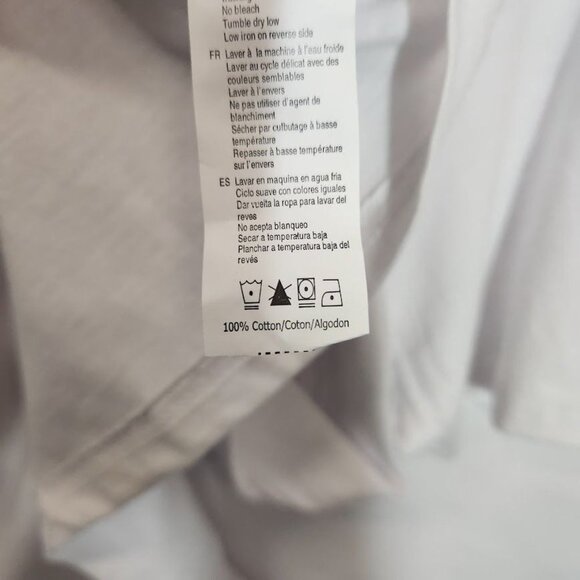 No bleach
Tumble dry low
Low iron on reverse side
FR Laver à la machine à l'eau froide
Laver au cycle délicat avec des
couleurs semblables
Laver à l'envers
Ne pas utiliser d'agent de
blanchiment
Sécher par culbutage à basse
température
Repasser à basse température
sur l'envers
ES Lavar en maquina en agua fria
Ciclo suave con colores iguales
Dar vuelta la ropa para lavar del
reves
No acepta blanqueo
Secar a temperatura baja
Planchar a temperatura baja del
revés
100% Cotton/Coton/Algodon